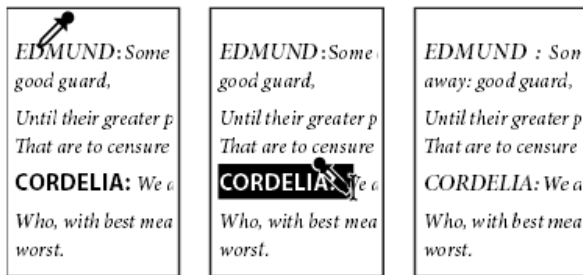 EDMUND: Some
good guard,
Until their greater p
That are to censure
CORDELIA: We a
Who, with best mea
worst.
EDMUND :Some
good guard,
Until their greater p
That are to censure
CORDELIA: We a
Who, with best mea
worst.
EDMUND : Som
away: good guard,
Until their greater p
That are to censure
CORDELIA: We a
Who, with best mea
worst.